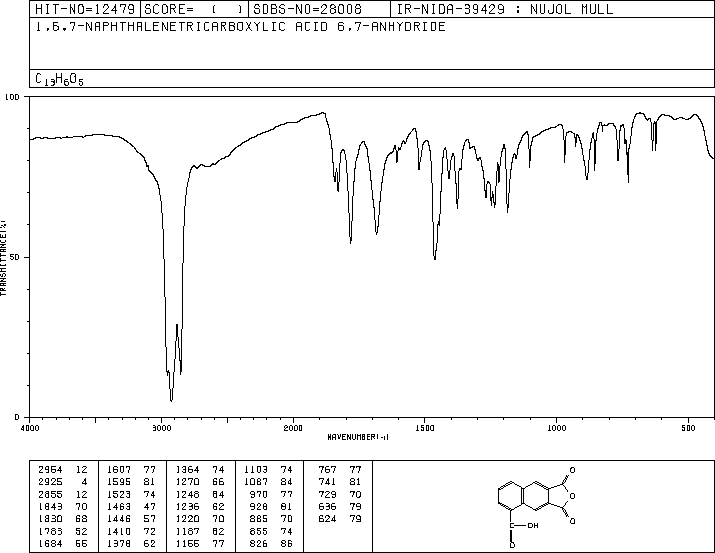 HIT-NO=12479 SCORE= ( ) SDBS-NO=28008 IR-NIDA-39429 : NUJOL MULL
1,6,7-NAPHTHALENETRICARBOXYLIC ACID 6,7-ANHYDRIDE
C13H6O5
100
50
0
TRANSMITTANCE(%)
4000 3000 2000 1500 1000 500
WAVENUMBER(-1)
2964 12 1607 77 1364 74 1103 74 767 77
2925 4 1595 81 1270 66 1087 84 741 81
2855 12 1523 74 1248 64 970 77 729 70
1843 70 1463 47 1236 62 928 81 636 79
1830 68 1446 57 1220 70 885 70 624 79
1783 52 1410 72 1187 62 855 74
1684 55 1378 62 1156 77 826 86
O
O
O
C OH
O